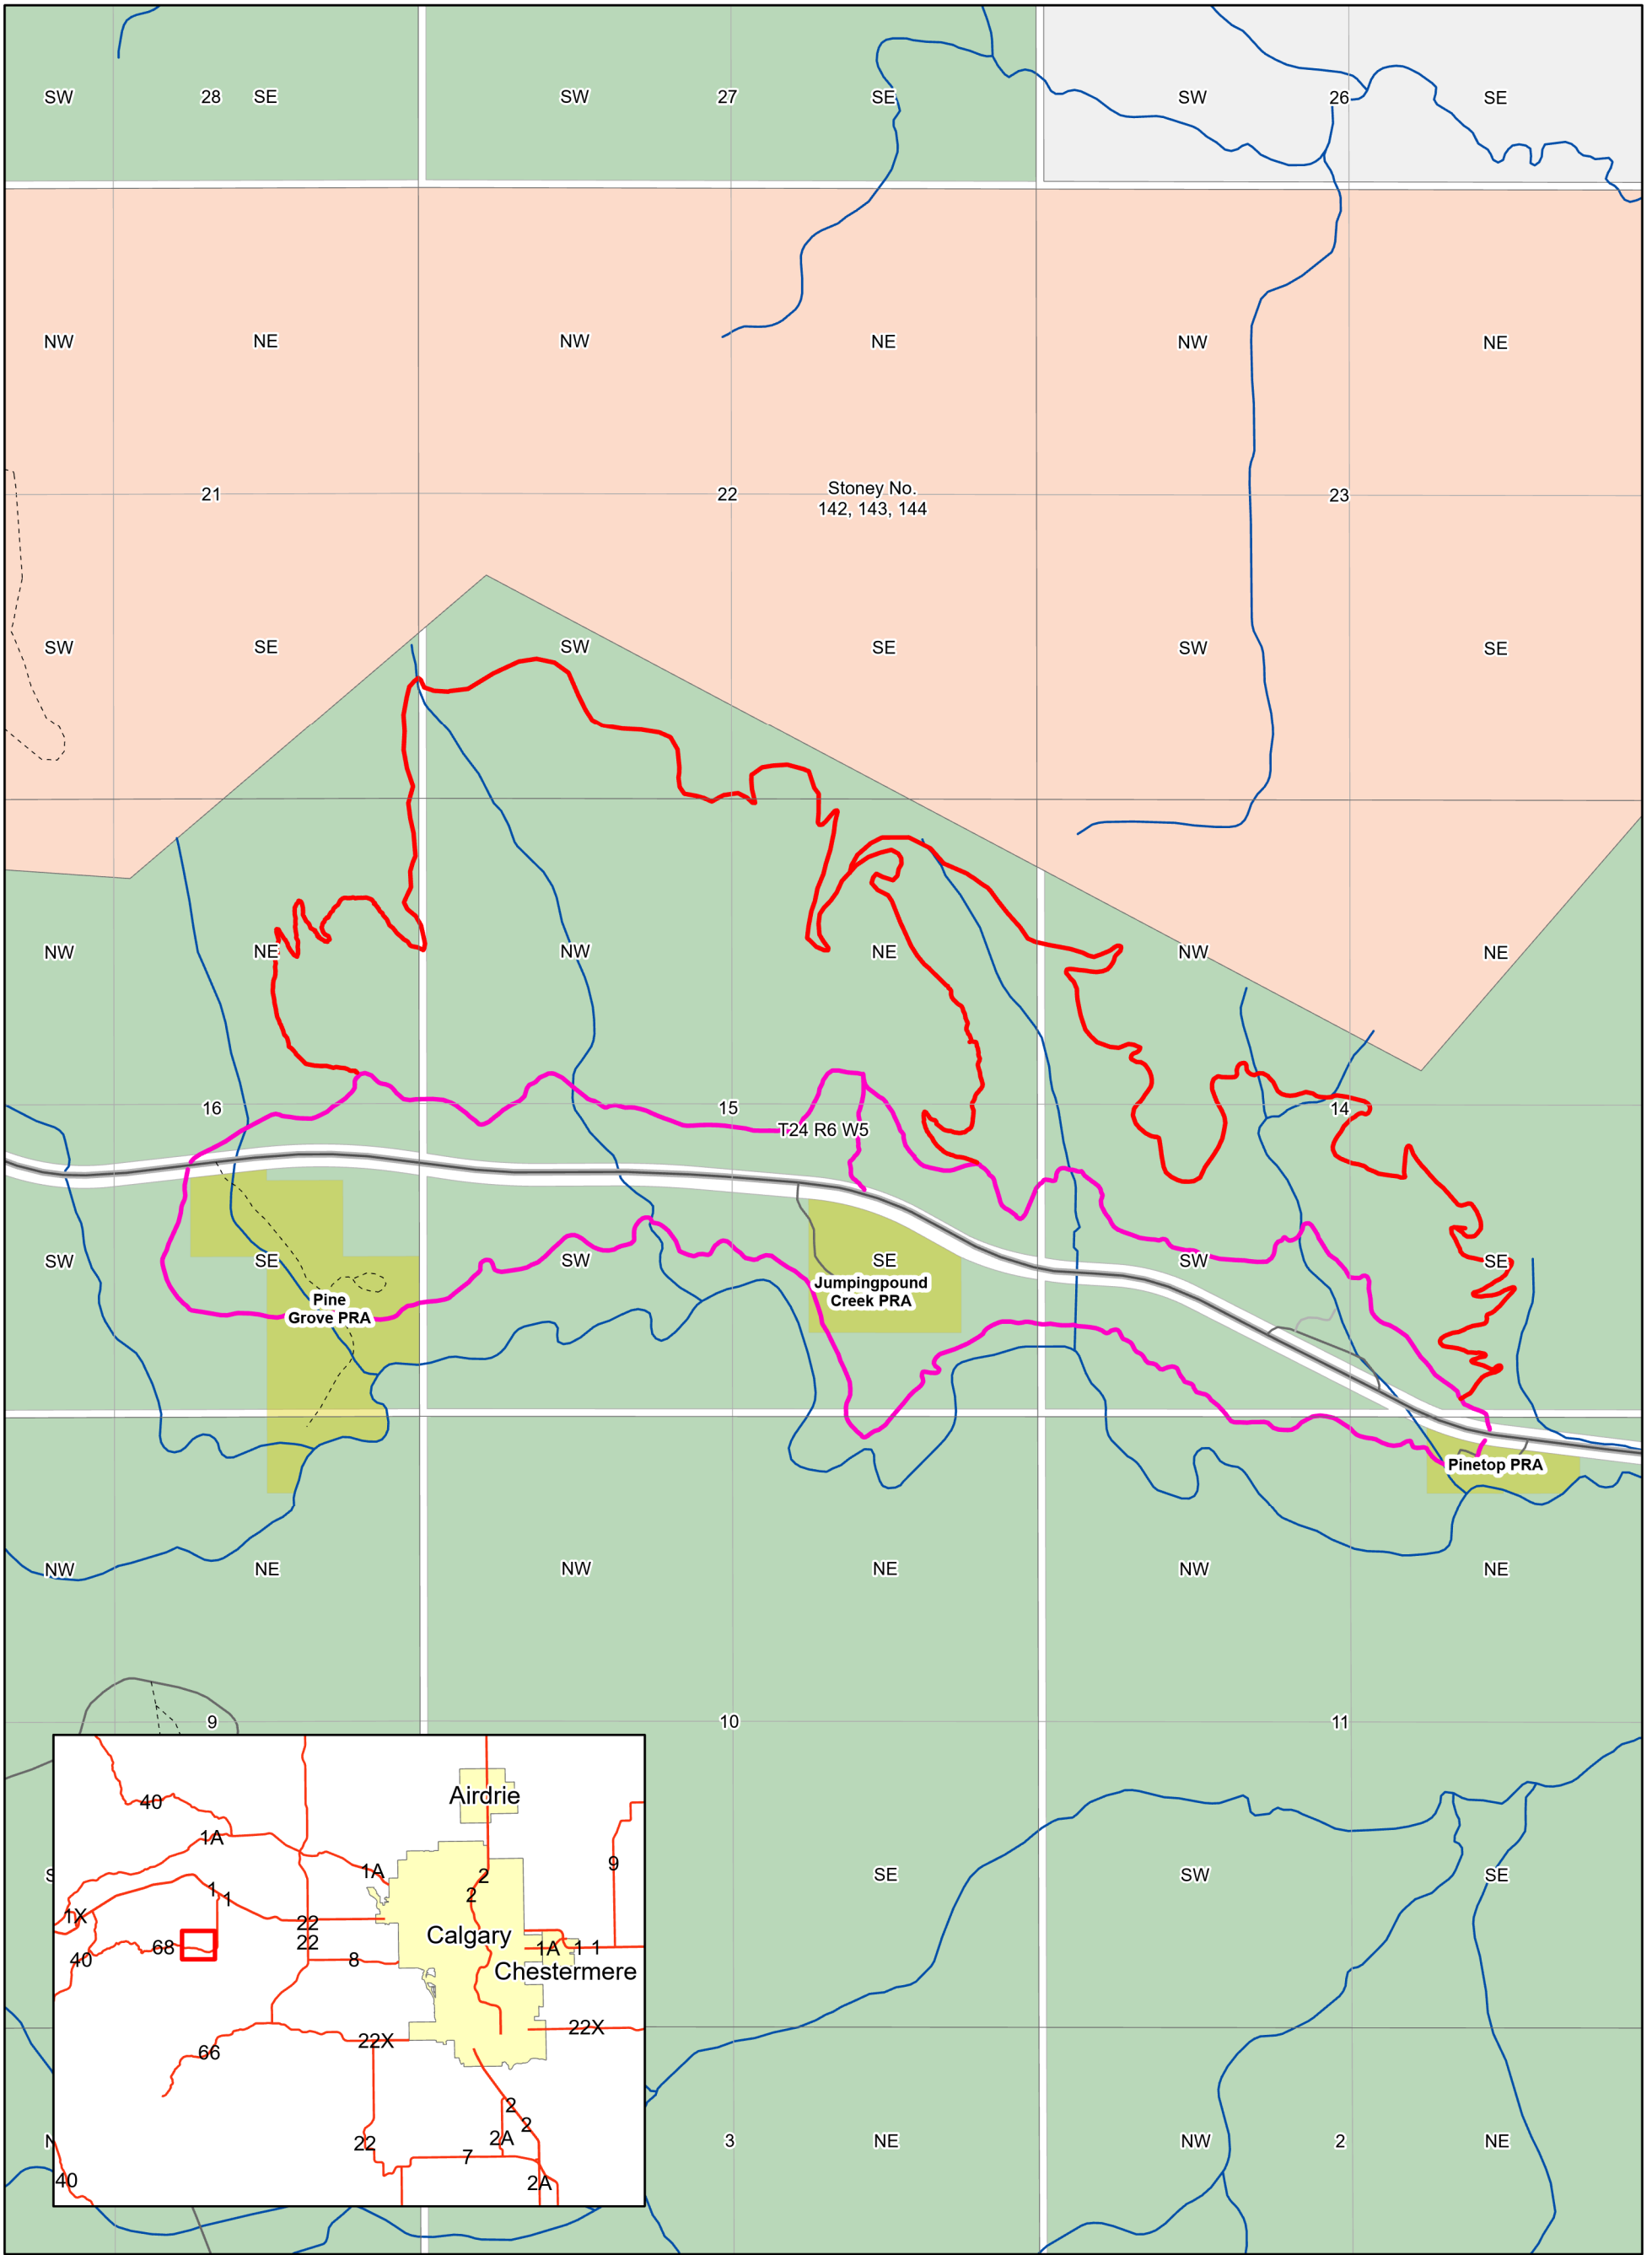 SW 28 SE SW 27 SE SW 26 SE
NW NE NW NE NW NE
21 22 Stoney No. 23
142, 143, 144
SW SE SW SE SW SE
NW NE NW NE NW NE
16 15 14
T24 R6 W5
SW SE SW SE SW SE
Jumpingpound
Creek PRA
Pine
Grove PRA
Pinetop PRA
NW NE NW NE NW NE
9 10 11
Airdrie
40
1A
1A 2 9
2
1 1
1X 22 Calgary
22
68 8 1A 1 1
40 Chestermere
22X
66 22X
2
2
22 2A
7
40 2A
S SE SW SE
N 3 NE NW 2 NE